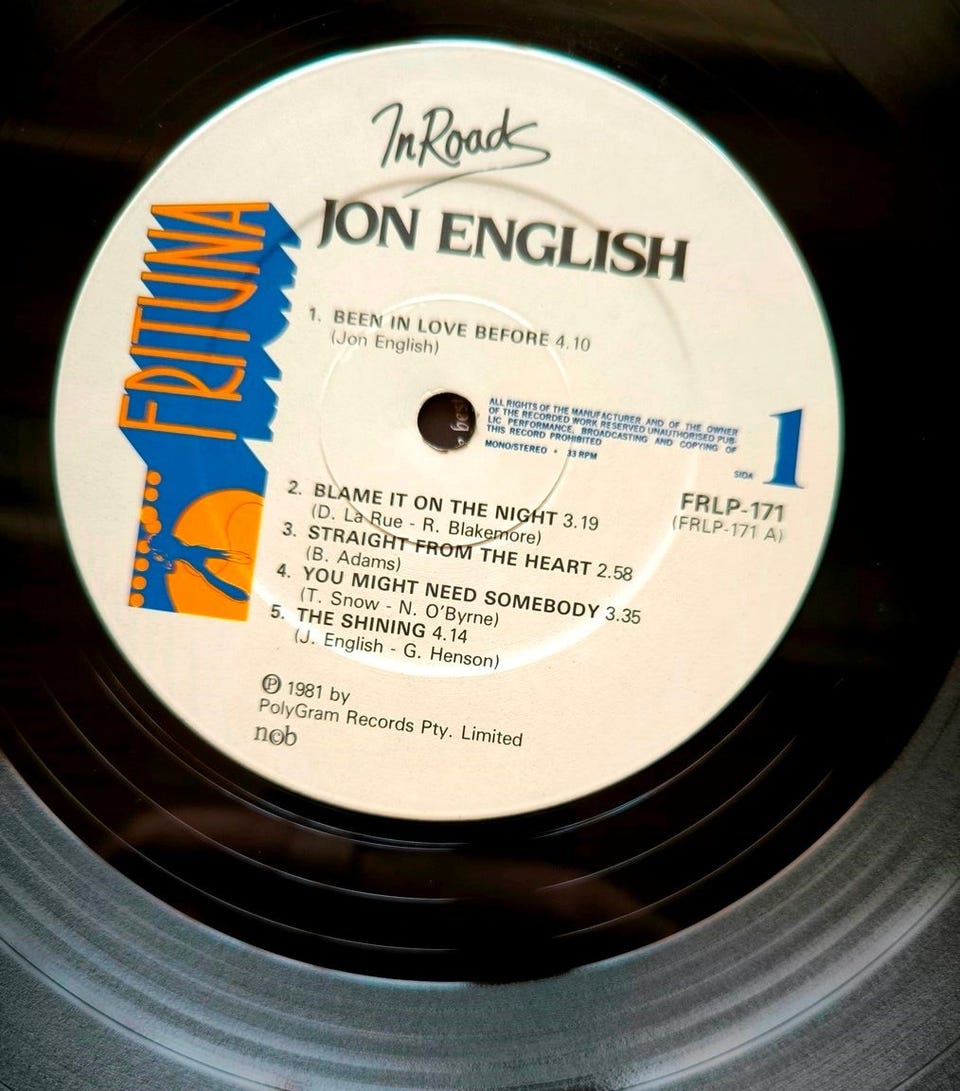 InRoads
JON ENGLISH
FRITUNA
1. BEEN IN LOVE BEFORE 4.10
(Jon English)
ALL RIGHTS OF THE MANUFACTURER AND OF THE OWNER
OF THE RECORDED WORK RESERVED UNAUTHORISED PUB-
LIC PERFORMANCE, BROADCASTING AND COPYING OF
THIS RECORD PROHIBITED
MONO/STEREO • 33 RPM
SIDA 1
FRLP-171
(FRLP-171 A)
2. BLAME IT ON THE NIGHT 3.19
(D. La Rue - R. Blakemore)
3. STRAIGHT FROM THE HEART 2.58
(B. Adams)
4. YOU MIGHT NEED SOMEBODY 3.35
(T. Snow - N. O'Byrne)
5. THE SHINING 4.14
(J. English - G. Henson)
℗ 1981 by
PolyGram Records Pty. Limited
ncb